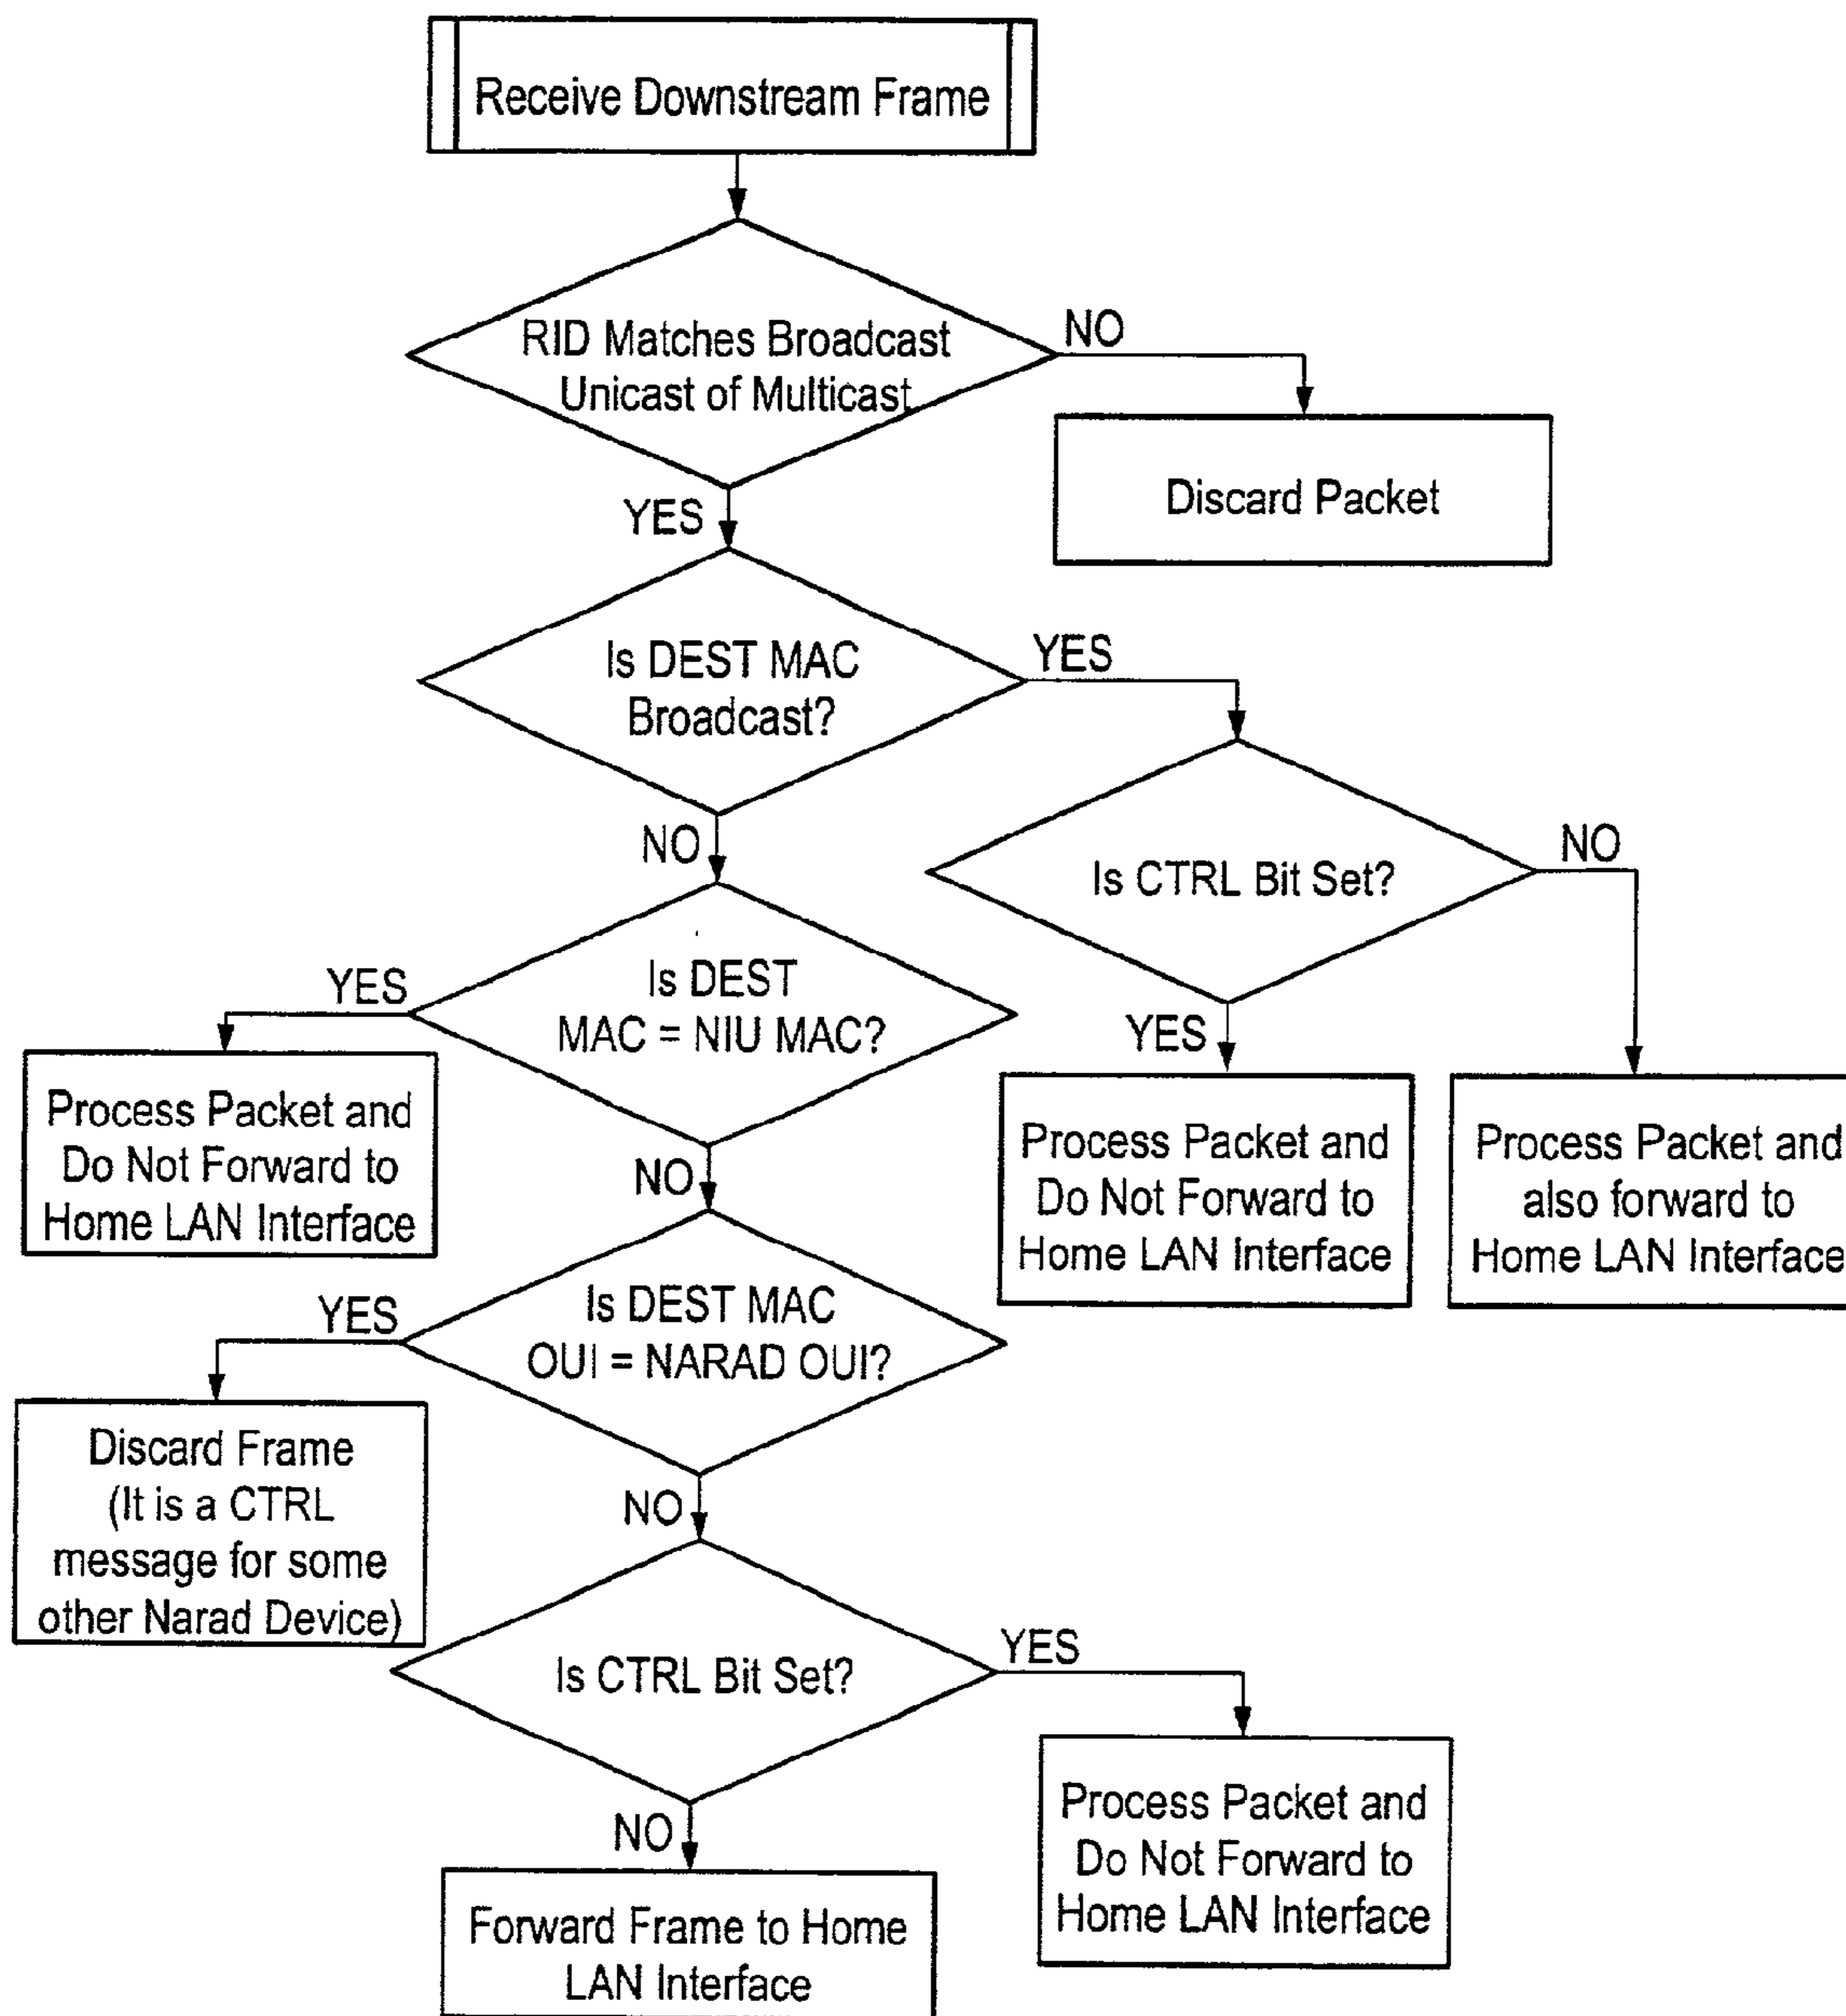 Receive Downstream Frame
RID Matches Broadcast
Unicast of Multicast
NO
Discard Packet
YES
Is DEST MAC
Broadcast?
YES
Is CTRL Bit Set?
NO
YES
Process Packet and
Do Not Forward to
Home LAN Interface
Process Packet and
also forward to
Home LAN Interface
NO
Is DEST
MAC = NIU MAC?
YES
Process Packet and
Do Not Forward to
Home LAN Interface
NO
Is DEST MAC
OUI = NARAD OUI?
YES
Discard Frame
(It is a CTRL
message for some
other Narad Device)
NO
Is CTRL Bit Set?
YES
Process Packet and
Do Not Forward to
Home LAN Interface
NO
Forward Frame to Home
LAN Interface